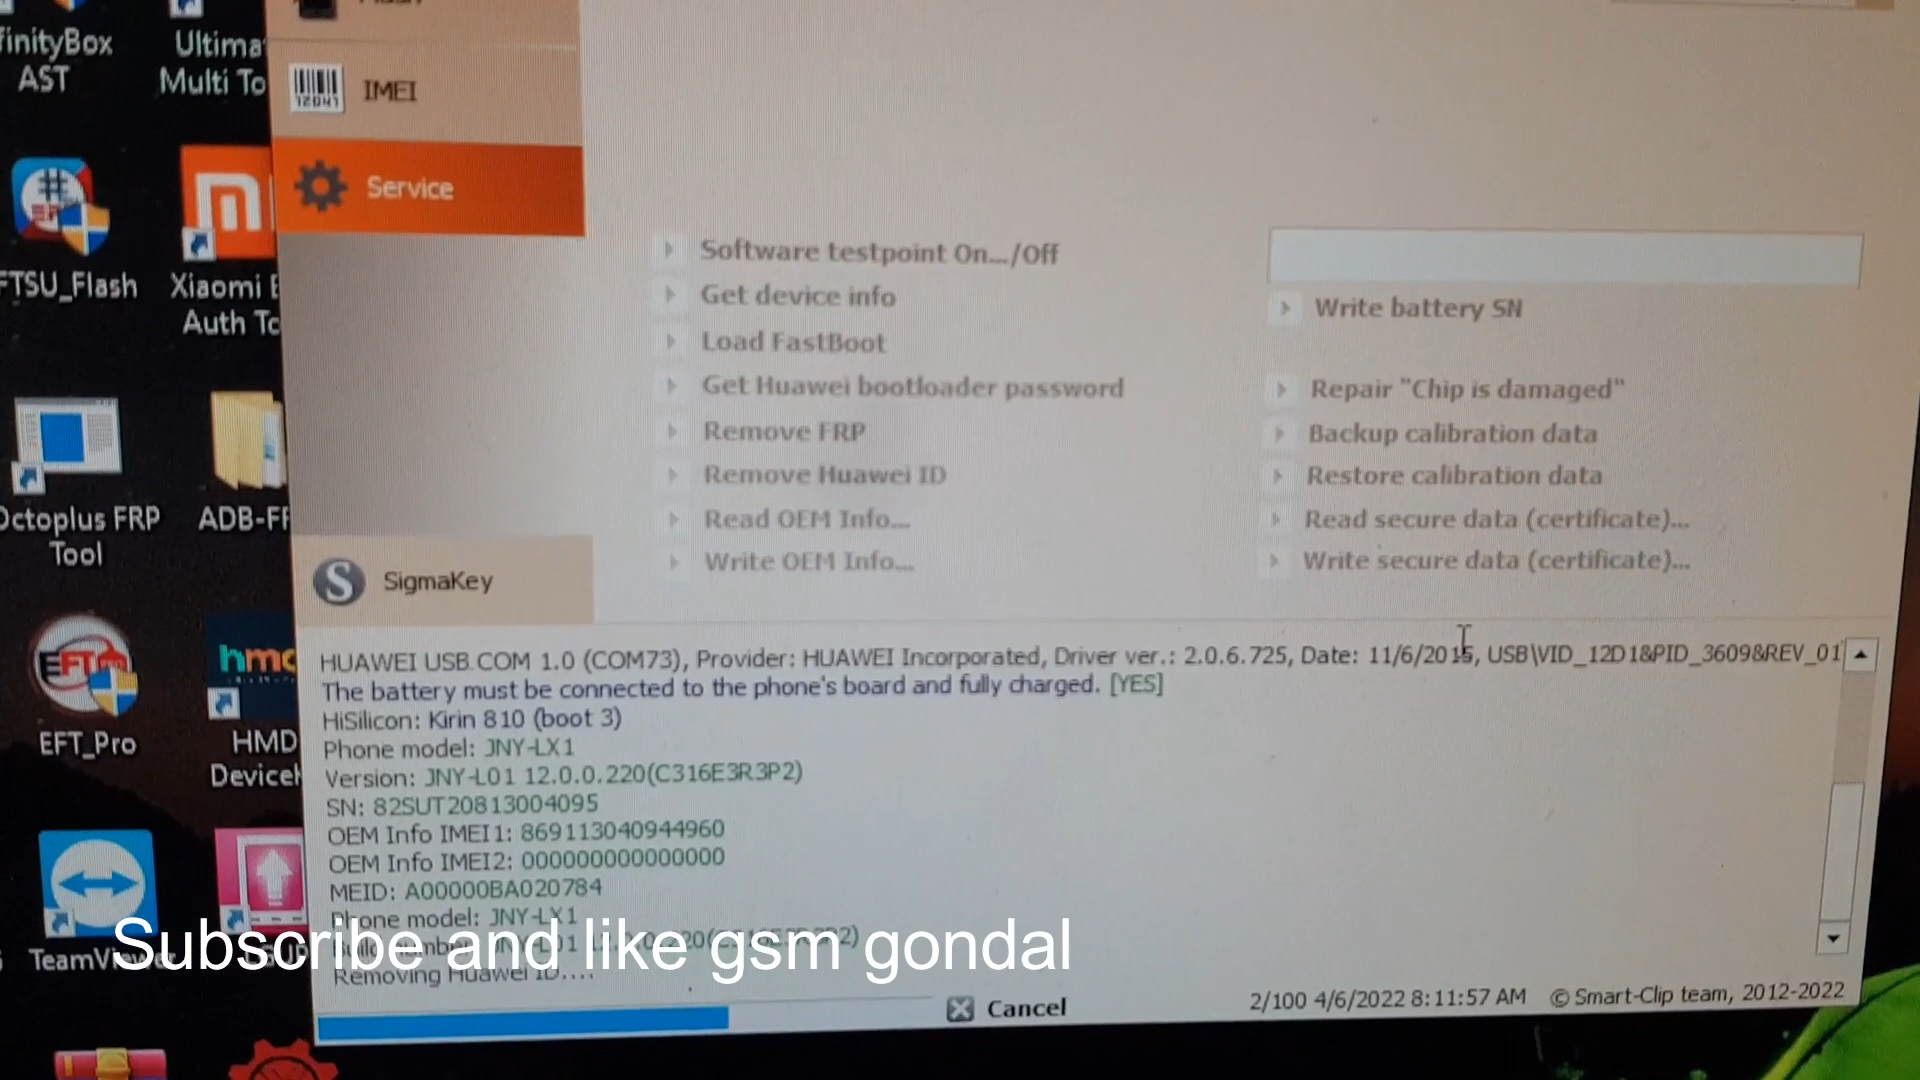 finityBox
AST
Ultima
Multi To
FTSU_Flash
Xiaomi
Auth To
Octoplus FRP
Tool
ADB-F
EFT_Pro
hmd
HMD
Device
IMEI
Service
SigmaKey
Software testpoint On.../Off
Get device info
Load FastBoot
Get Huawei bootloader password
Remove FRP
Remove Huawei ID
Read OEM Info...
Write OEM Info...
Write battery SN
Repair "Chip is damaged"
Backup calibration data
Restore calibration data
Read secure data (certificate)...
Write secure data (certificate)...
HUAWEI USB COM 1.0 (COM73), Provider: HUAWEI Incorporated, Driver ver.: 2.0.6.725, Date: 11/6/2015, USB\VID_12D1&PID_3609&REV_01
The battery must be connected to the phone's board and fully charged. [YES]
HiSilicon: Kirin 810 (boot 3)
Phone model: JNY-LX1
Version: JNY-L01 12.0.0.220(C316E3R3P2)
SN: 82SUT20813004095
OEM Info IMEI1: 869113040944960
OEM Info IMEI2: 000000000000000
MEID: A00000BA020784
Phone model: JNY-LX1
Removing Huawei ID....
Subscribe and like gsm gondal
Cancel
2/100 4/6/2022 8:11:57 AM © Smart-Clip team, 2012-2022